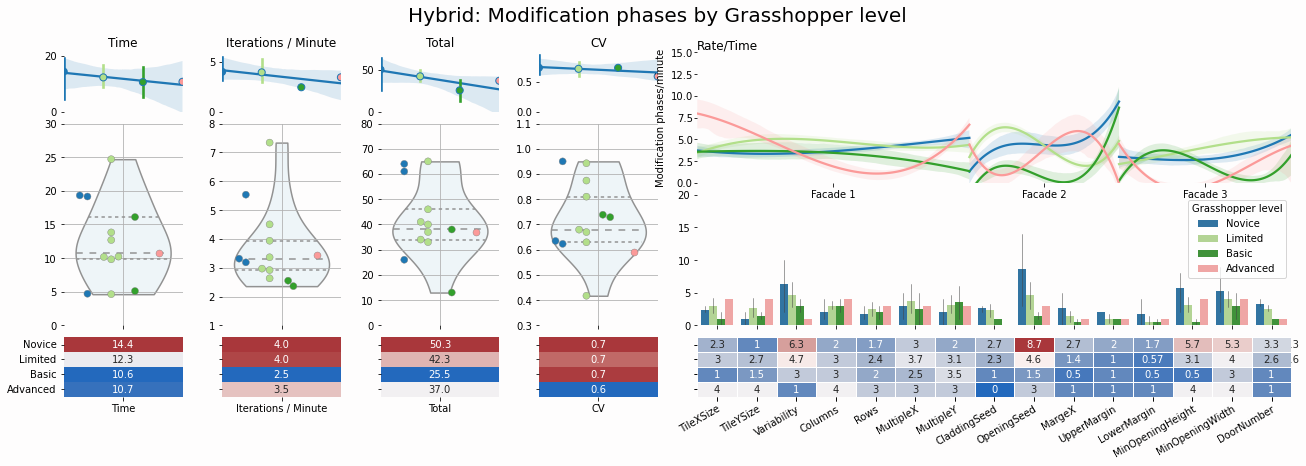 Hybrid: Modification phases by Grasshopper level
Time
Iterations / Minute
Total
CV
Rate/Time
20
0
5
0
50
0
0.5
0.0
Modification phases/minute
15.0
12.5
10.0
7.5
5.0
2.5
0.0
Facade 1
Facade 2
Facade 3
30
25
20
15
10
5
0
8
7
6
5
4
3
2
1
80
70
60
50
40
30
20
10
0
1.1
1.0
0.9
0.8
0.7
0.6
0.5
0.4
0.3
20
15
10
5
0
Grasshopper level
Novice
Limited
Basic
Advanced
Novice 14.4 4.0 50.3 0.7 2.3 1 6.3 2 1.7 3 2 2.7 8.7 2.7 2 1.7 5.7 5.3 3.3 3
Limited 12.3 4.0 42.3 0.7 3 2.7 4.7 3 2.4 3.7 3.1 2.3 4.6 1.4 1 0.57 3.1 4 2.6 6
Basic 10.6 2.5 25.5 0.7 1 1.5 3 3 2 2.5 3.5 1 1.5 0.5 1 0.5 0.5 3 1
Advanced 10.7 3.5 37.0 0.6 4 4 1 4 3 3 3 0 3 1 1 1 4 4 1
Time
Iterations / Minute
Total
CV
TileXSize
TileYSize
Variability
Columns
Rows
MultipleX
MultipleY
CladdingSeed
OpeningSeed
MargeX
UpperMargin
LowerMargin
MinOpeningHeight
MinOpeningWidth
DoorNumber